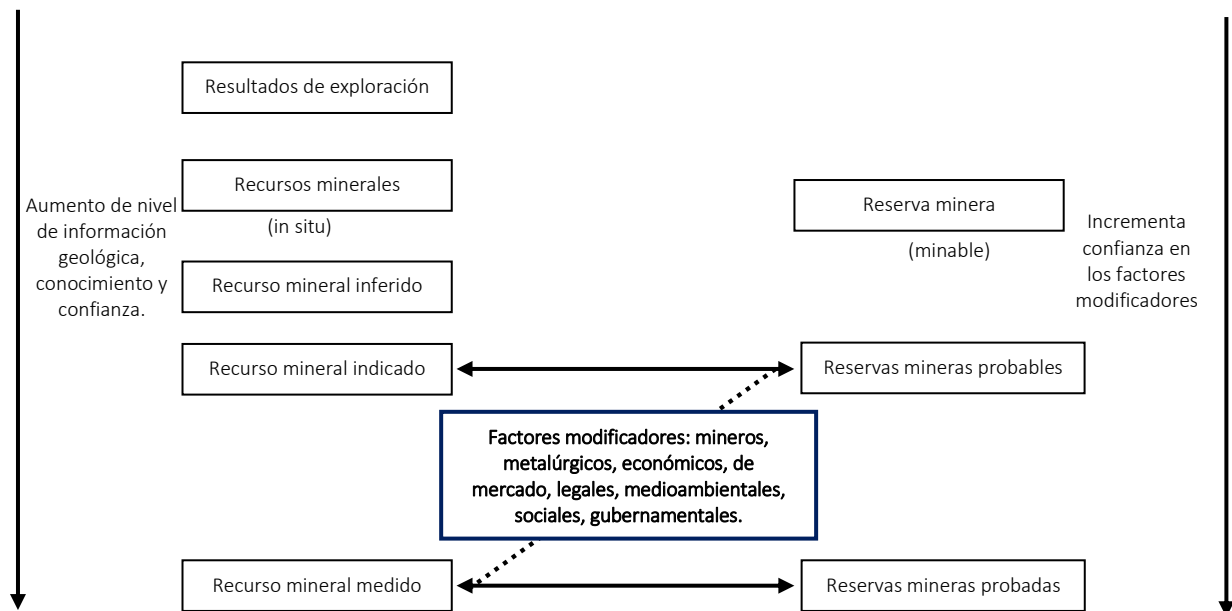 Resultados de exploración
Recursos minerales
(in situ)
Aumento de nivel
de información
geológica,
conocimiento y
confianza.
Recurso mineral inferido
Reserva minera
(minable)
Incrementa
confianza en
los factores
modificadores
Recurso mineral indicado
Reservas mineras probables
Factores modificadores: mineros,
metalúrgicos, económicos, de
mercado, legales, medioambientales,
sociales, gubernamentales.
Recurso mineral medido
Reservas mineras probadas